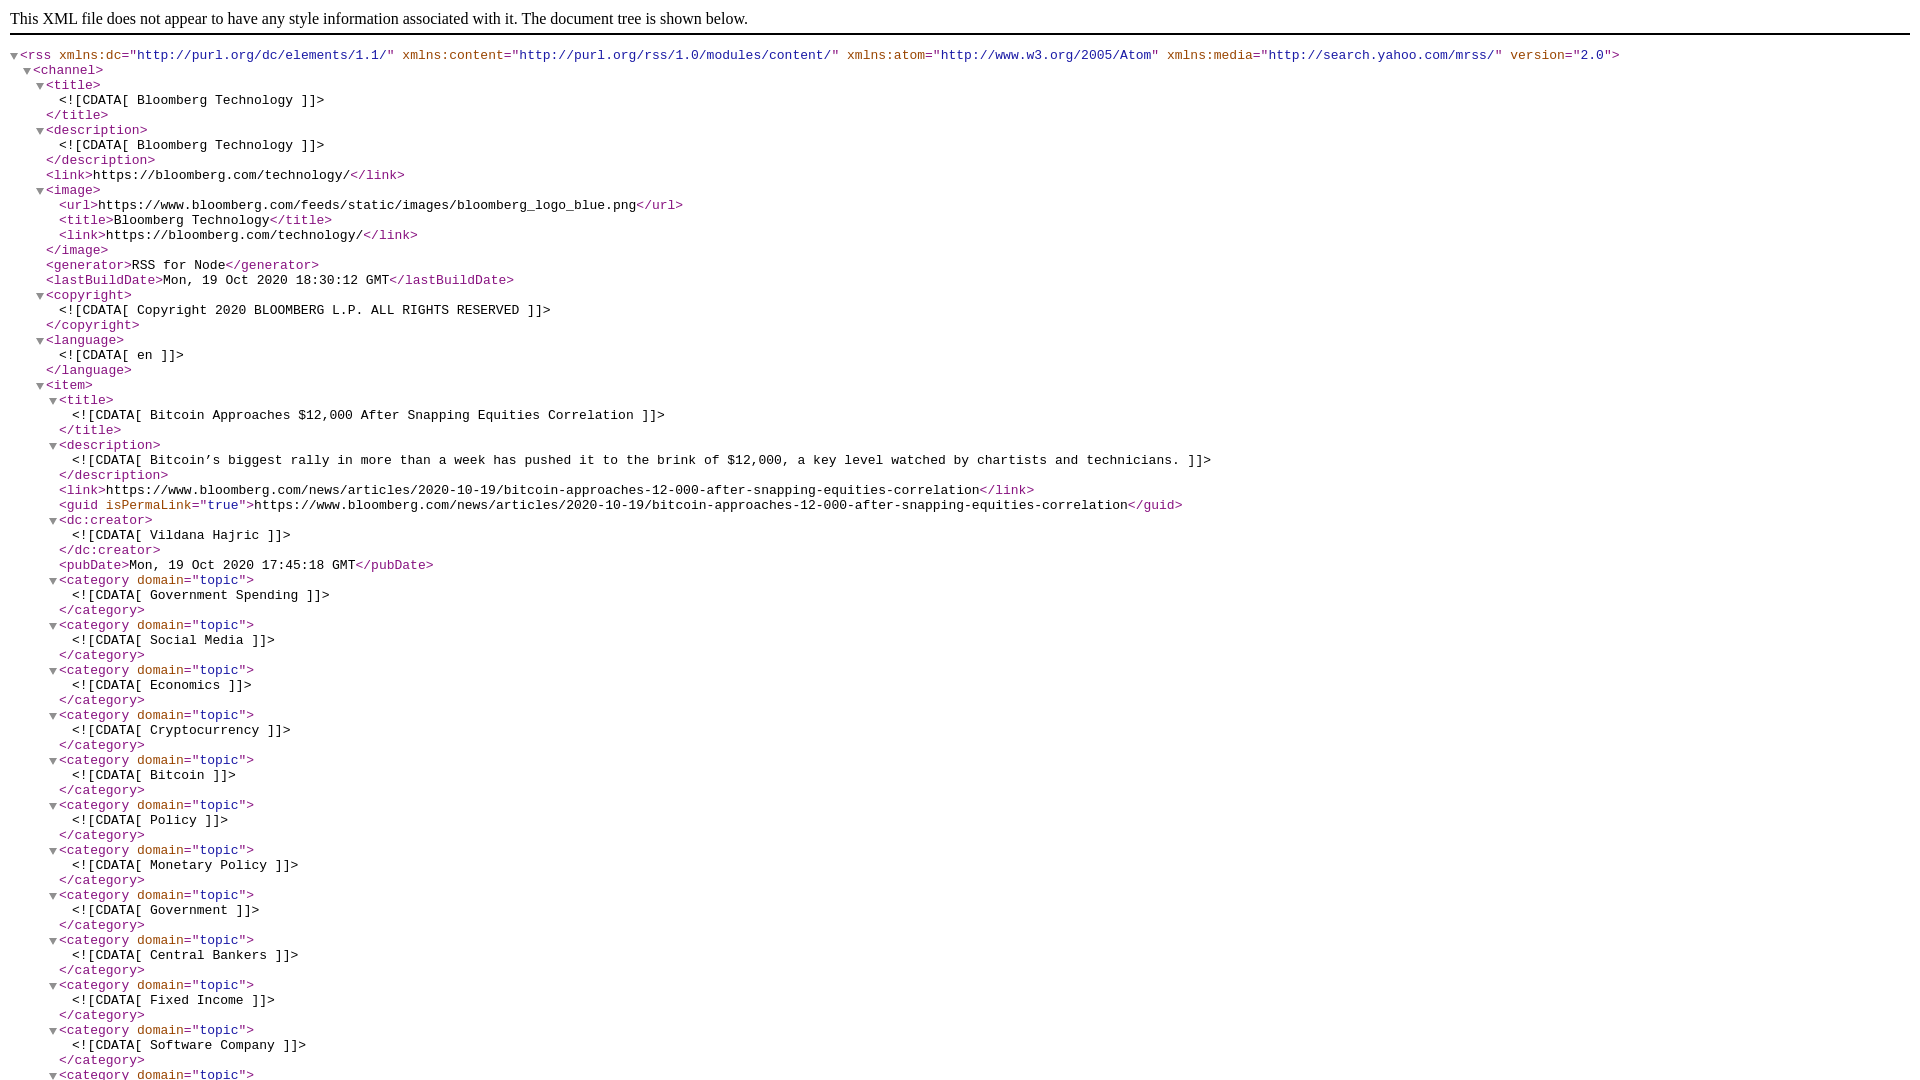 This XML file does not appear to have any style information associated with it. The document tree is shown below.
<rss xmlns:dc="http://purl.org/dc/elements/1.1/" xmlns:content="http://purl.org/rss/1.0/modules/content/" xmlns:atom="http://www.w3.org/2005/Atom" xmlns:media="http://search.yahoo.com/mrss/" version="2.0">
<channel>
<title>
<![CDATA[ Bloomberg Technology ]]>
</title>
<description>
<![CDATA[ Bloomberg Technology ]]>
</description>
<link>https://bloomberg.com/technology/</link>
<image>
<url>https://www.bloomberg.com/feeds/static/images/bloomberg_logo_blue.png</url>
<title>Bloomberg Technology</title>
<link>https://bloomberg.com/technology/</link>
</image>
<generator>RSS for Node</generator>
<lastBuildDate>Mon, 19 Oct 2020 18:30:12 GMT</lastBuildDate>
<copyright>
<![CDATA[ Copyright 2020 BLOOMBERG L.P. ALL RIGHTS RESERVED ]]>
</copyright>
<language>
<![CDATA[ en ]]>
</language>
<item>
<title>
<![CDATA[ Bitcoin Approaches $12,000 After Snapping Equities Correlation ]]>
</title>
<description>
<![CDATA[ Bitcoin’s biggest rally in more than a week has pushed it to the brink of $12,000, a key level watched by chartists and technicians. ]]>
</description>
<link>https://www.bloomberg.com/news/articles/2020-10-19/bitcoin-approaches-12-000-after-snapping-equities-correlation</link>
<guid isPermaLink="true">https://www.bloomberg.com/news/articles/2020-10-19/bitcoin-approaches-12-000-after-snapping-equities-correlation</guid>
<dc:creator>
<![CDATA[ Vildana Hajric ]]>
</dc:creator>
<pubDate>Mon, 19 Oct 2020 17:45:18 GMT</pubDate>
<category domain="topic">
<![CDATA[ Government Spending ]]>
</category>
<category domain="topic">
<![CDATA[ Social Media ]]>
</category>
<category domain="topic">
<![CDATA[ Economics ]]>
</category>
<category domain="topic">
<![CDATA[ Cryptocurrency ]]>
</category>
<category domain="topic">
<![CDATA[ Bitcoin ]]>
</category>
<category domain="topic">
<![CDATA[ Policy ]]>
</category>
<category domain="topic">
<![CDATA[ Monetary Policy ]]>
</category>
<category domain="topic">
<![CDATA[ Government ]]>
</category>
<category domain="topic">
<![CDATA[ Central Bankers ]]>
</category>
<category domain="topic">
<![CDATA[ Fixed Income ]]>
</category>
<category domain="topic">
<![CDATA[ Software Company ]]>
</category>
<category domain="topic">